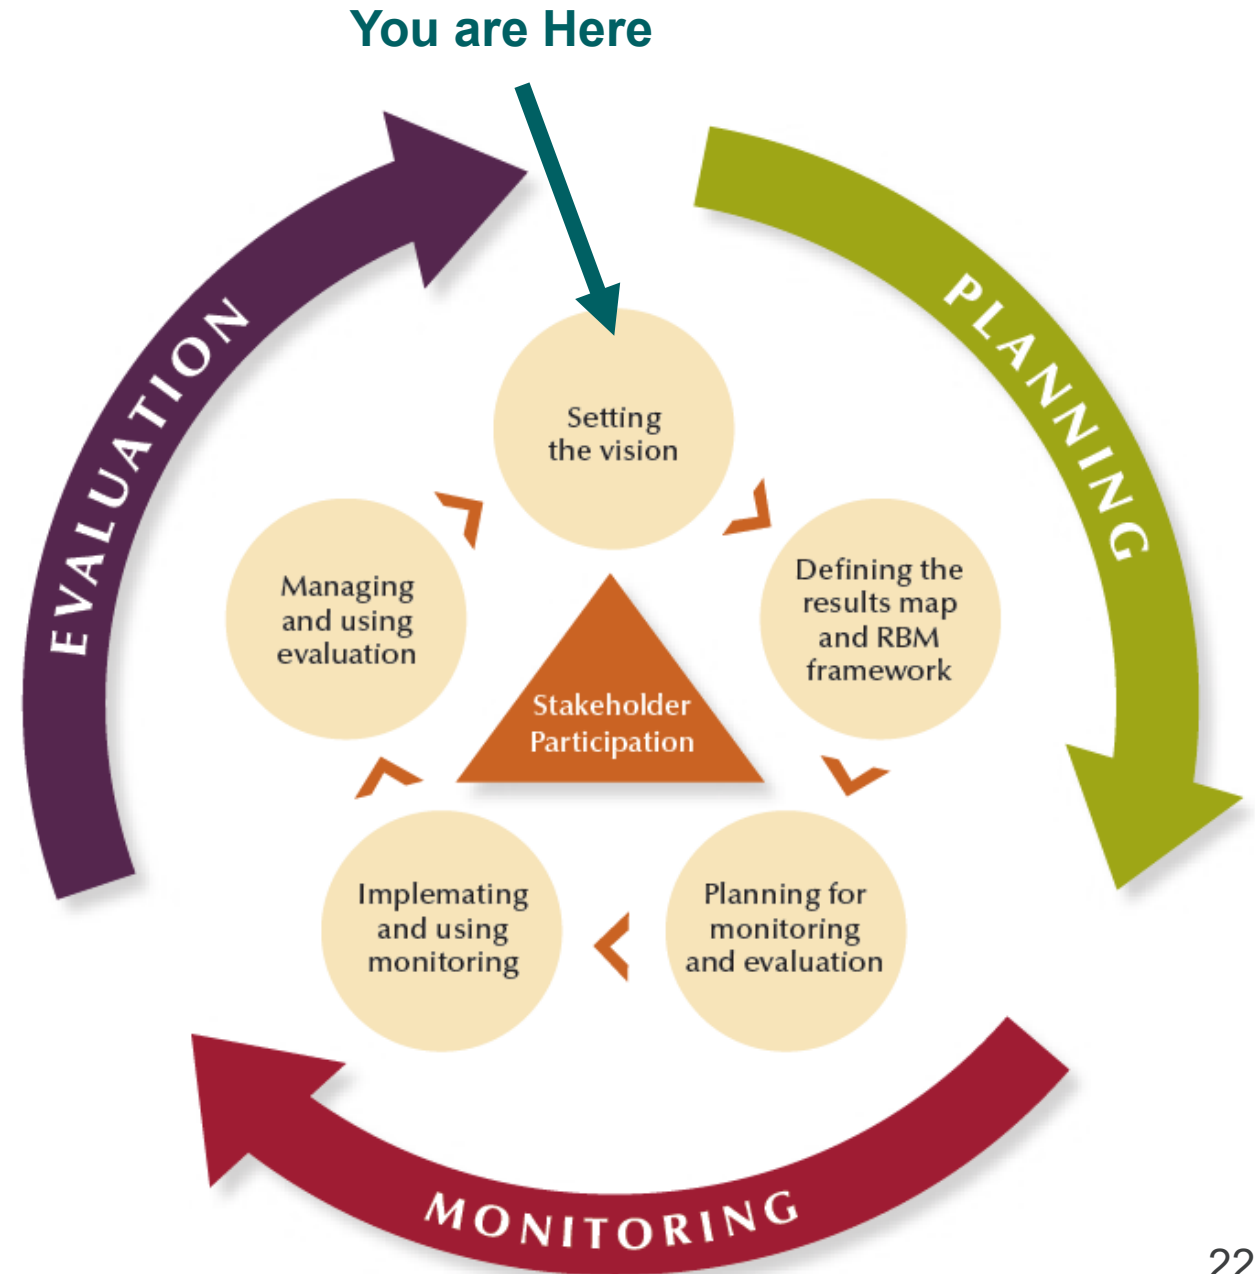 You are Here
EVALUATION
PLANNING
Setting
the vision
Defining the
results map
and RBM
framework
Managing
and using
evaluation
Stakeholder
Participation
Implemating
and using
monitoring
Planning for
monitoring
and evaluation
MONITORING
22